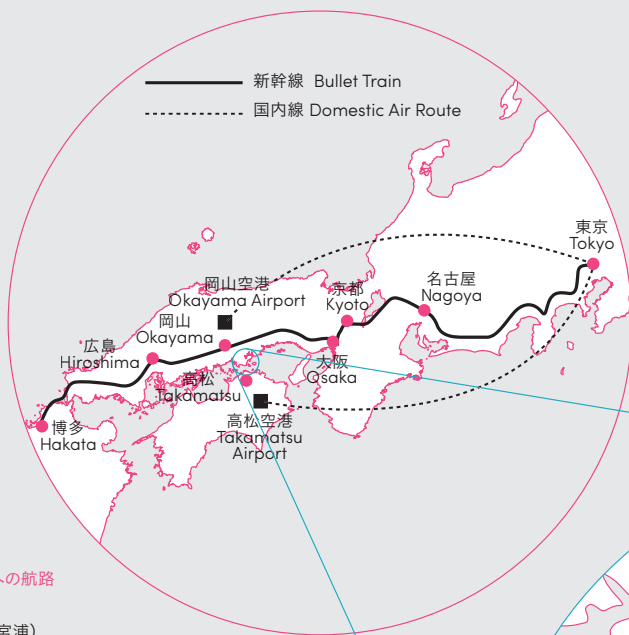 新幹線 Bullet Train
国内線 Domestic Air Route
東京
Tokyo
岡山空港
Okayama Airport
京都
Kyoto
名古屋
Nagoya
岡山
Okayama
広島
Hiroshima
大阪
Osaka
高松
Takamatsu
高松空港
Takamatsu
Airport
博多
Hakata
の航路
宮浦）